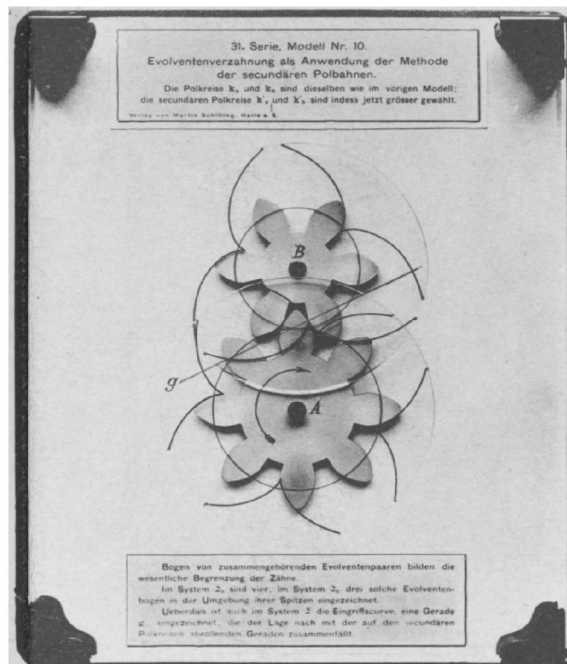 31. Serie, Modell Nr. 10.
Evolventenverzahnung als Anwendung der Methode
der secundären Polbahnen.
Die Polkreise k₁ und k₂ sind dieselben wie im vorigen Modell;
die secundären Polkreise k'₁ und k'₂ sind indess jetzt grösser gewählt.
Verlag von Martin Schilling, Halle a. S.
B
g
A
Bogen von zusammengehörenden Evolventenpaaren bilden die
wesentliche Begrenzung der Zähne.
Im System sind vier, im System drei solche Evolventen-
bogen in der Umgebung ihrer Spitzen eingezeichnet.
Ueberdies ist auch im System die Eingriffscurve, eine Gerade
g, eingezeichnet, die der Lage nach mit der auf den secundären
Polkreisen abrollenden Geraden zusammenfällt.